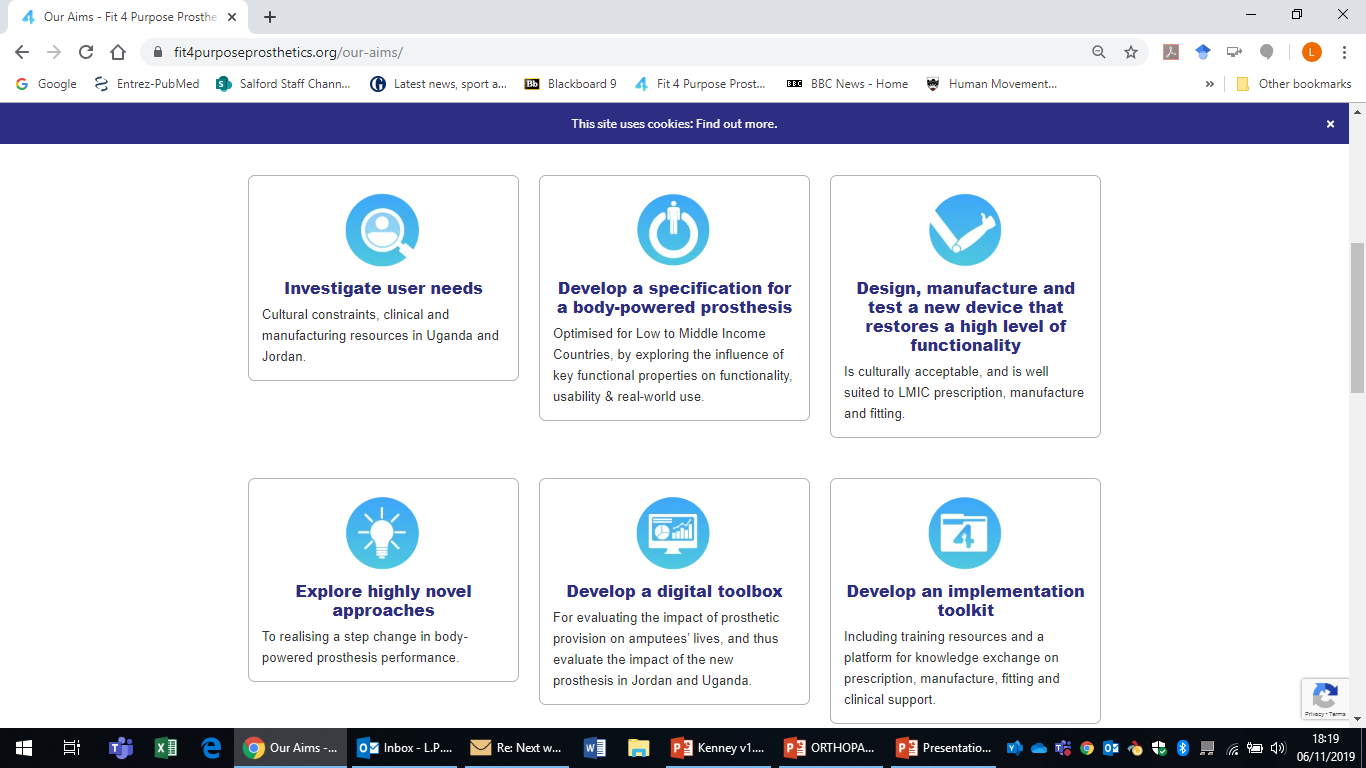 Our Aims - Fit 4 Purpose Prosthe
fit4purposeprosthetics.org/our-aims/
L
Google
Entrez-PubMed
Salford Staff Chann...
Latest news, sport a...
Bb Blackboard 9
Fit 4 Purpose Prost...
BBC BBC News - Home
Human Movement...
Other bookmarks
This site uses cookies: Find out more.
Investigate user needs
Cultural constraints, clinical and
manufacturing resources in Uganda and
Jordan.
Develop a specification for
a body-powered prosthesis
Optimised for Low to Middle Income
Countries, by exploring the influence of
key functional properties on functionality,
usability & real-world use.
Design, manufacture and
test a new device that
restores a high level of
functionality
Is culturally acceptable, and is well
suited to LMIC prescription, manufacture
and fitting.
Explore highly novel
approaches
To realising a step change in body-
powered prosthesis performance.
Develop a digital toolbox
For evaluating the impact of prosthetic
provision on amputees' lives, and thus
evaluate the impact of the new
prosthesis in Jordan and Uganda.
4
Develop an implementation
toolkit
Including training resources and a
platform for knowledge exchange on
prescription, manufacture, fitting and
clinical support.
Privacy - Terms
Our Aims -...
Inbox - L.P....
Re: Next w...
Kenney v1....
ORTHOPA...
Presentatio...
18:19
06/11/2019